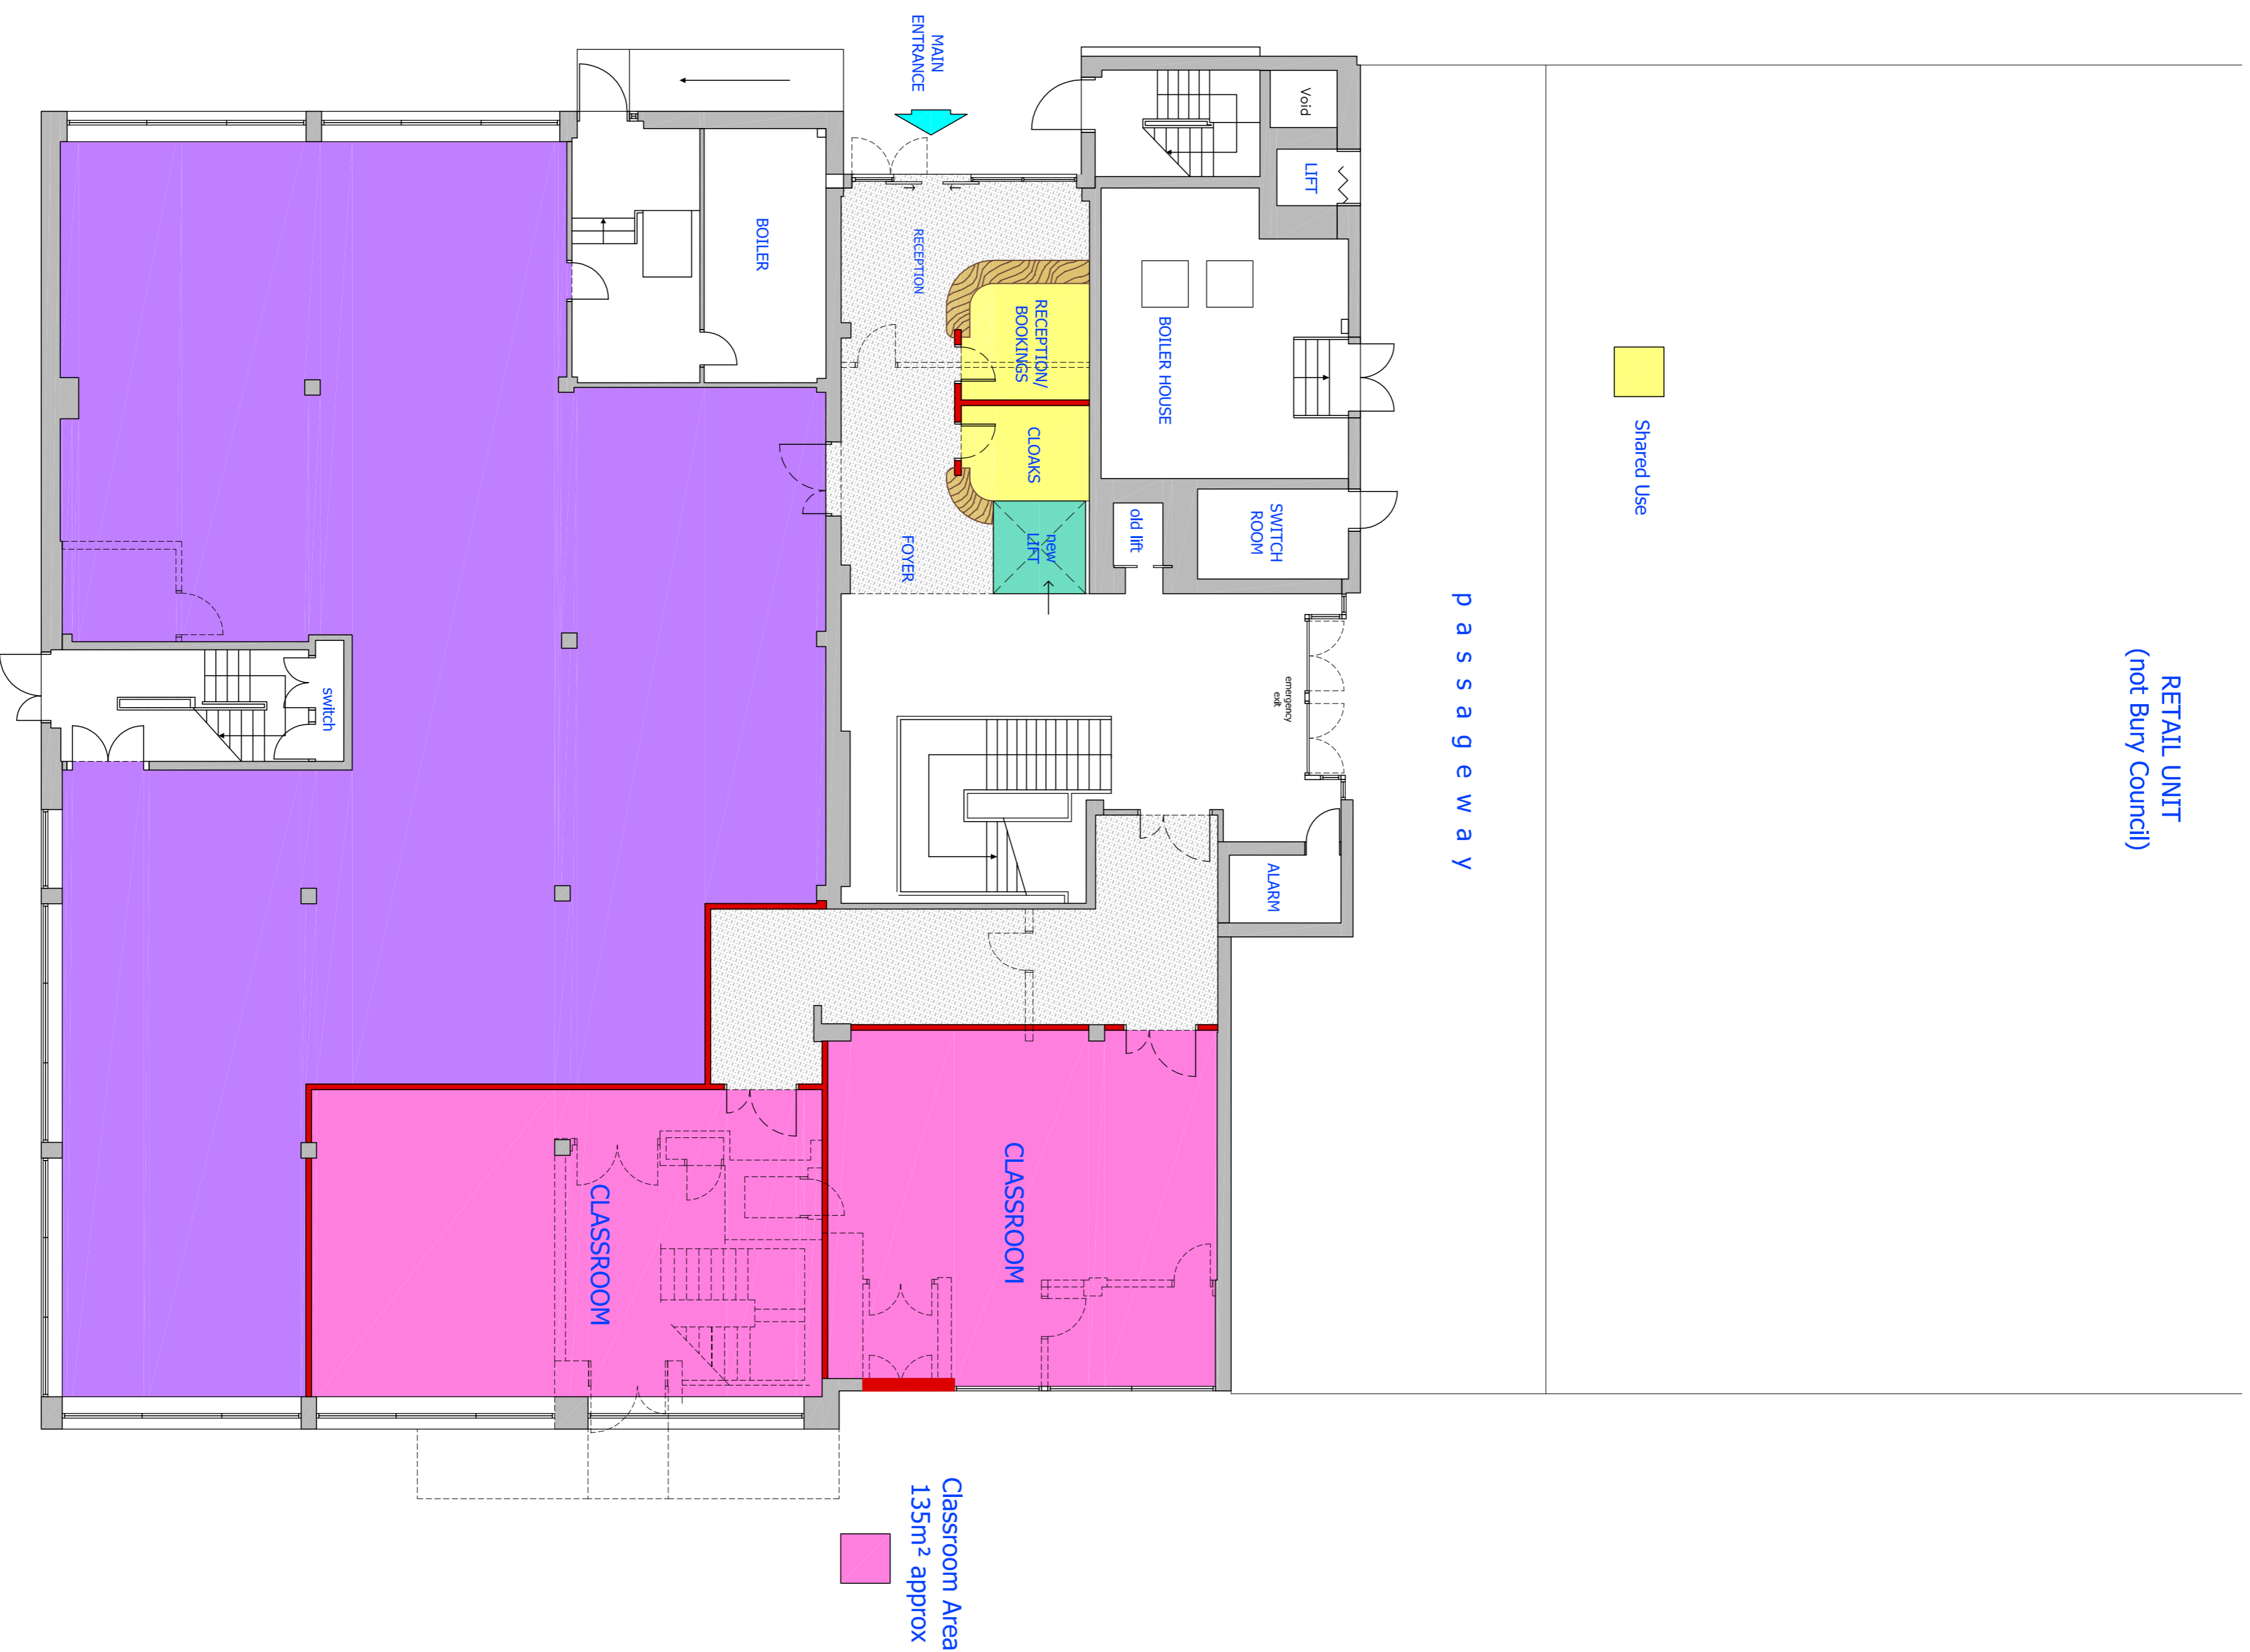 RETAIL UNIT
(not Bury Council)
Shared Use
passageway
Void
LIFT
MAIN
ENTRANCE
BOILER
RECEPTION
RECEPTION/
BOOKINGS
BOILER HOUSE
CLOAKS
SWITCH
ROOM
old lift
new
LIFT
FOYER
emergency
exit
switch
ALARM
CLASSROOM
CLASSROOM
Classroom Area
135m² approx